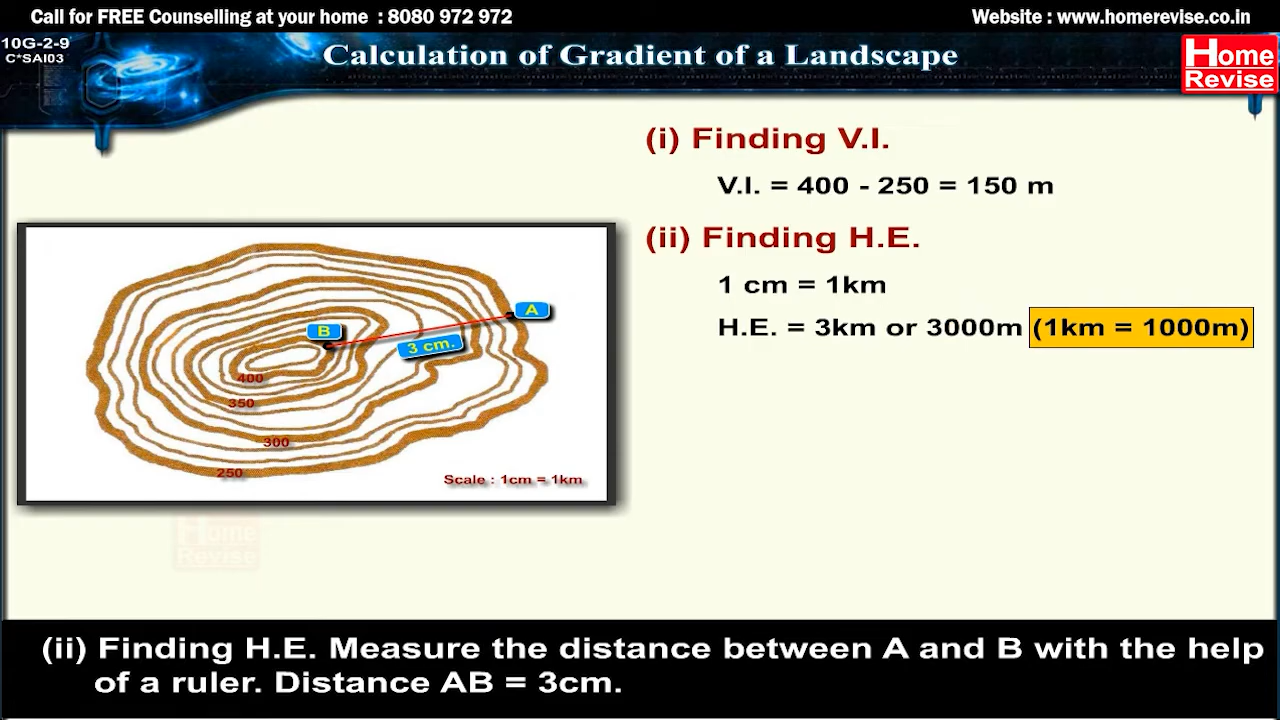 Call for FREE Counselling at your home : 8080 972 972
Website : www.homerevise.co.in
10G-2-9
C*SAI03
Calculation of Gradient of a Landscape
Home
Revise
(i) Finding V.I.
V.I. = 400 - 250 = 150 m
(ii) Finding H.E.
1 cm = 1km
H.E. = 3km or 3000m (1km = 1000m)
A
B
3 cm.
400
350
300
250
Scale : 1cm = 1km
Home
Revise
(ii) Finding H.E. Measure the distance between A and B with the help
of a ruler. Distance AB = 3cm.